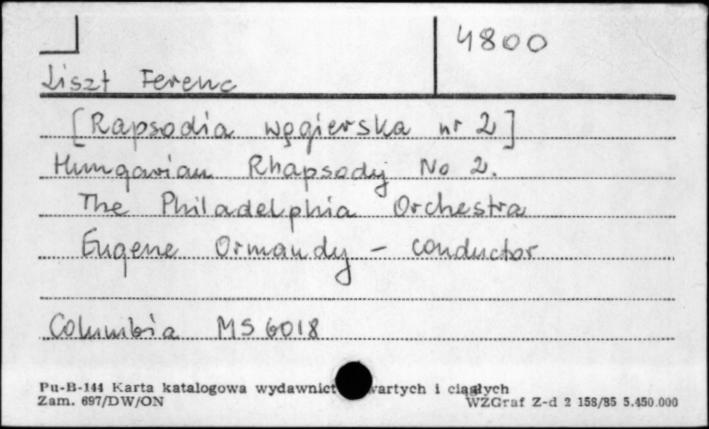 4800
Liszt Ferenc
[Rapsodia węgierska nr 2]
Hungarian Rhapsody No 2.
The Philadelphia Orchestra
Eugene Ormandy - conductor
Columbia MS 6018
Pu-B-144 Karta katalogowa wydawnict wartych i ciągłych
Zam. 697/DW/ON
WZGraf Z-d 2 158/85 5.450.000